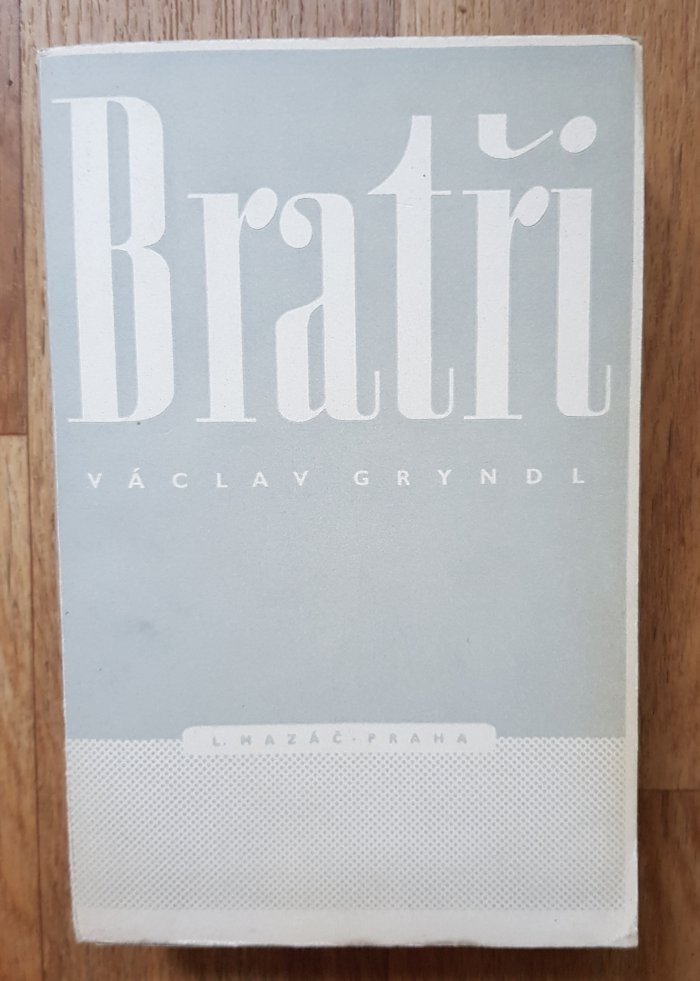 Bratři
VÁCLAV GRYNDL
L. MAZÁČ · PRAHA